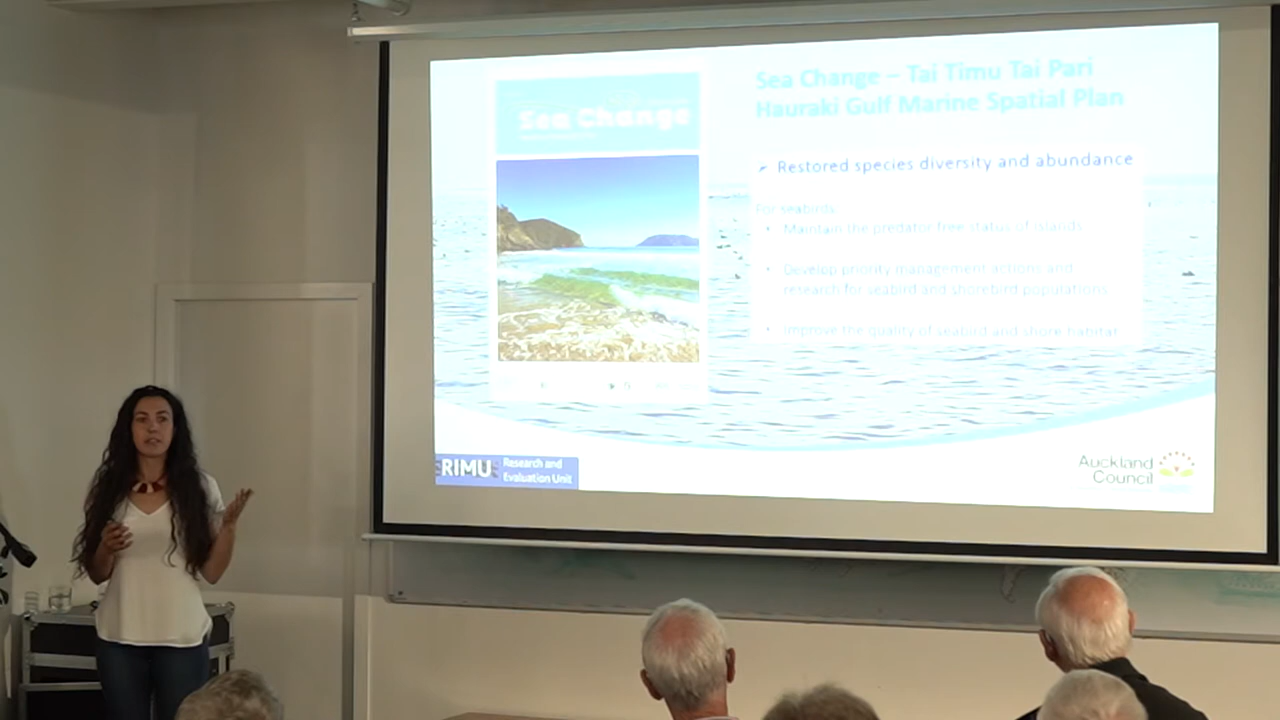 Sea Change
Sea Change – Tai Timu Tai Pari
Hauraki Gulf Marine Spatial Plan
➢ Restored species diversity and abundance
For seabirds
• Maintain the predator free status of islands
• Develop priority management actions and
research for seabird and shorebird populations
• Improve the quality of seabird and shore habitat
RIMU
Research and
Evaluation Unit
Auckland
Council